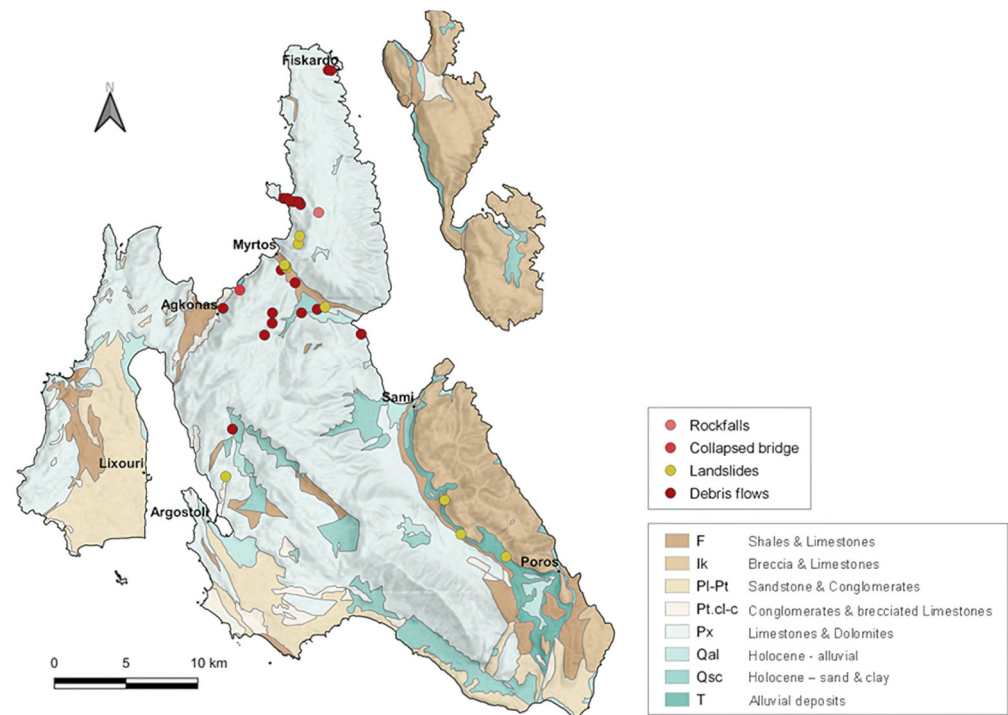 Fiskardo
N
Myrtos
Agkonas
Sami
Lixouri
Argostoli
Poros
0 5 10 km
Rockfalls
Collapsed bridge
Landslides
Debris flows
F Shales & Limestones
Ik Breccia & Limestones
Pl-Pt Sandstone & Conglomerates
Pt.cl-c Conglomerates & brecciated Limestones
Px Limestones & Dolomites
Qal Holocene - alluvial
Qsc Holocene – sand & clay
T Alluvial deposits